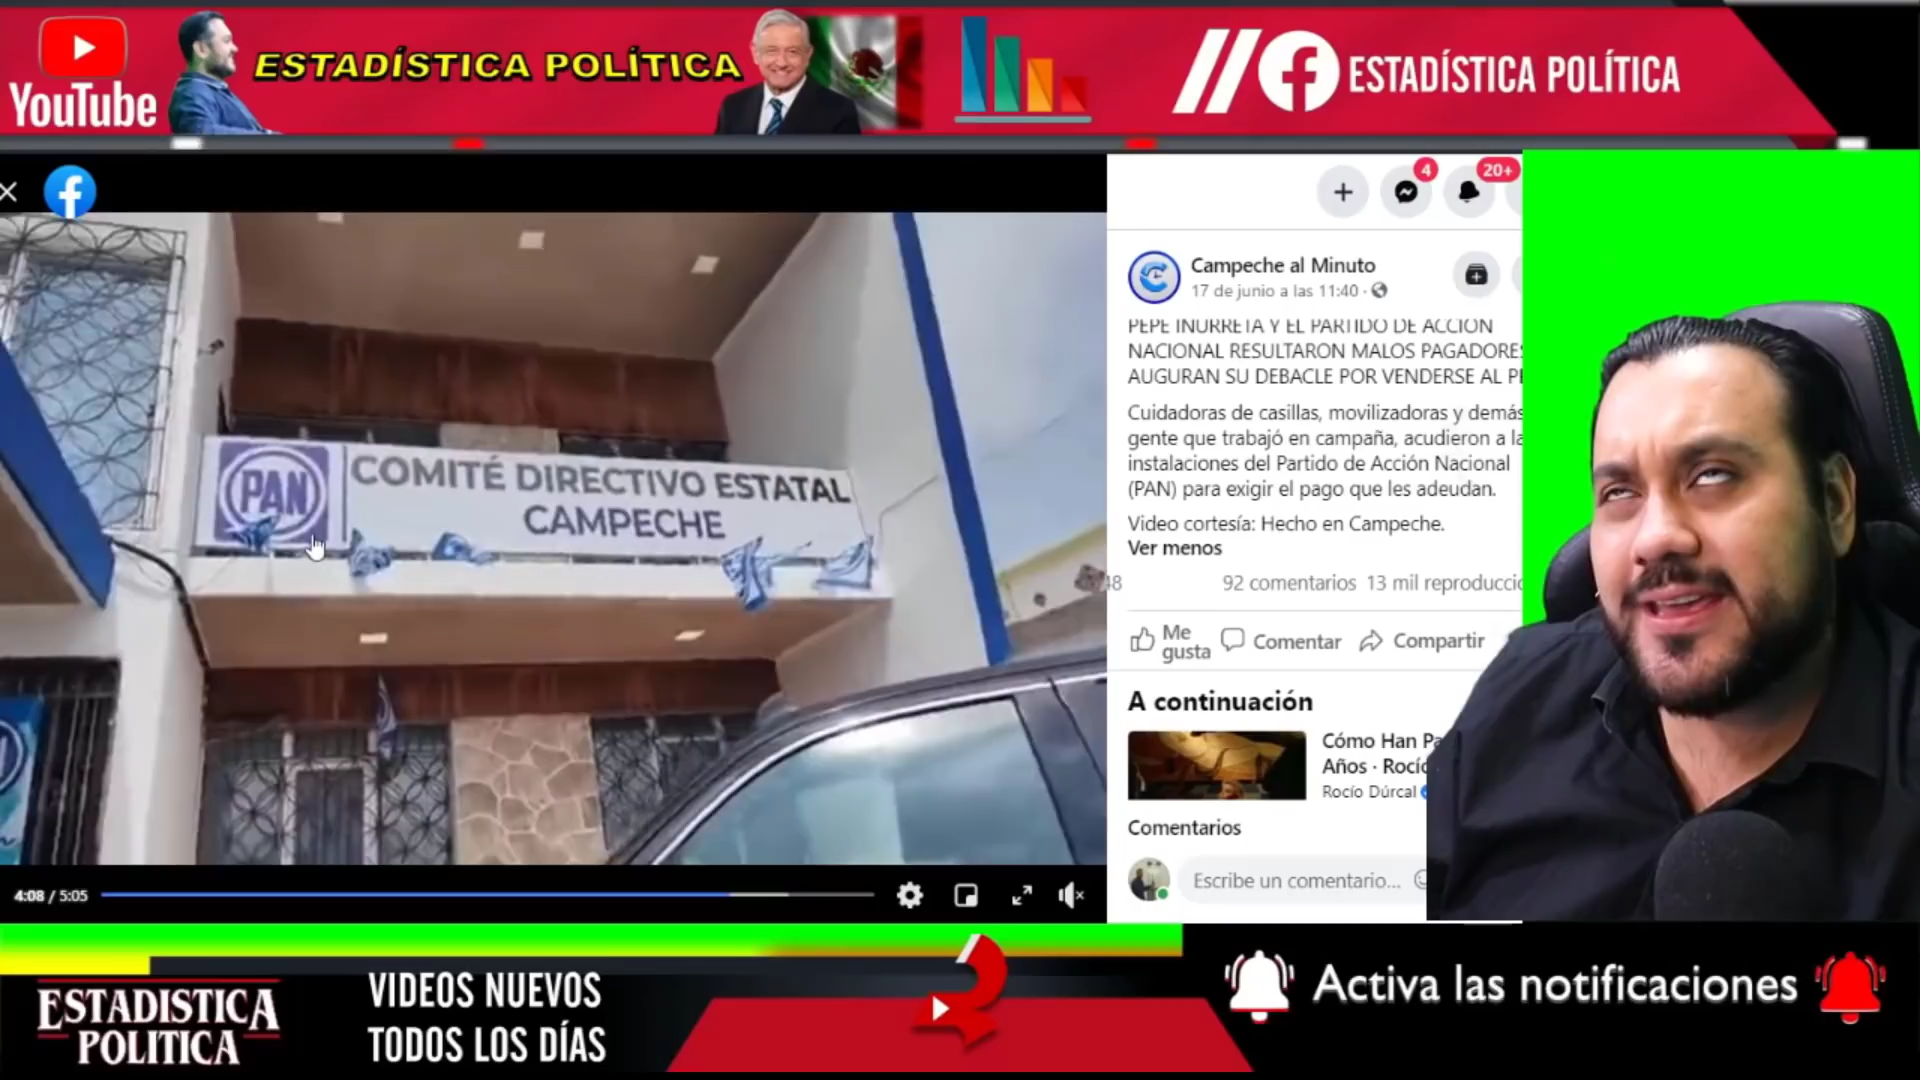 YouTube
ESTADÍSTICA POLÍTICA
ESTADÍSTICA POLÍTICA
4
20+
Campeche al Minuto
17 de junio a las 11:40 ·
PEPE INURRETA Y EL PARTIDO DE ACCION
NACIONAL RESULTARON MALOS PAGADORES
AUGURAN SU DEBACLE POR VENDERSE AL
Cuidadoras de casillas, movilizadoras y demás
gente que trabajó en campaña, acudieron a
instalaciones del Partido de Acción Nacional
(PAN) para exigir el pago que les adeudan.
Video cortesía: Hecho en Campeche.
Ver menos
92 comentarios 13 mil
Me gusta
Comentar
Compartir
A continuación
Cómo Han
Años ·
Rocío Dúrcal
Comentarios
Escribe un comentario...
PAN
COMITÉ DIRECTIVO ESTATAL
CAMPECHE
4:08 / 5:05
ESTADISTICA
POLITICA
VIDEOS NUEVOS
TODOS LOS DÍAS
Activa las notificaciones